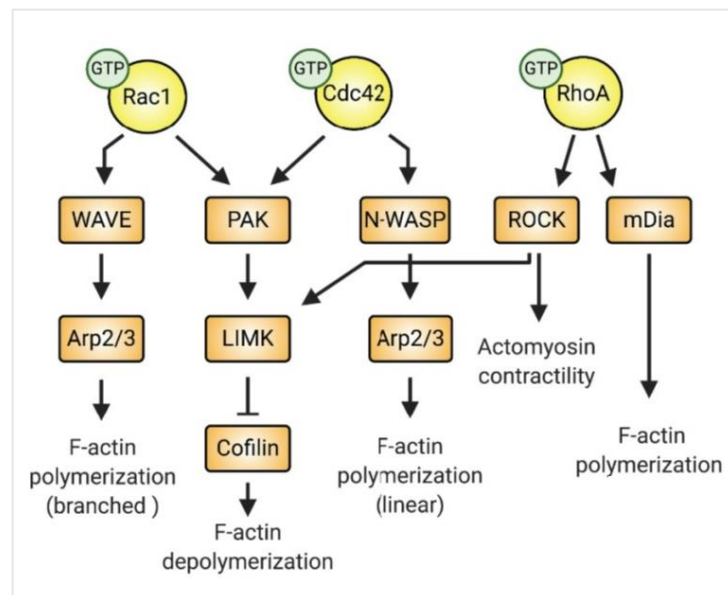 GTP
Rac1
GTP
Cdc42
GTP
RhoA
WAVE
PAK
N-WASP
ROCK
mDia
Arp2/3
LIMK
Arp2/3
Actomyosin
contractility
F-actin
polymerization
(branched )
Cofilin
F-actin
polymerization
(linear)
F-actin
polymerization
F-actin
depolymerization